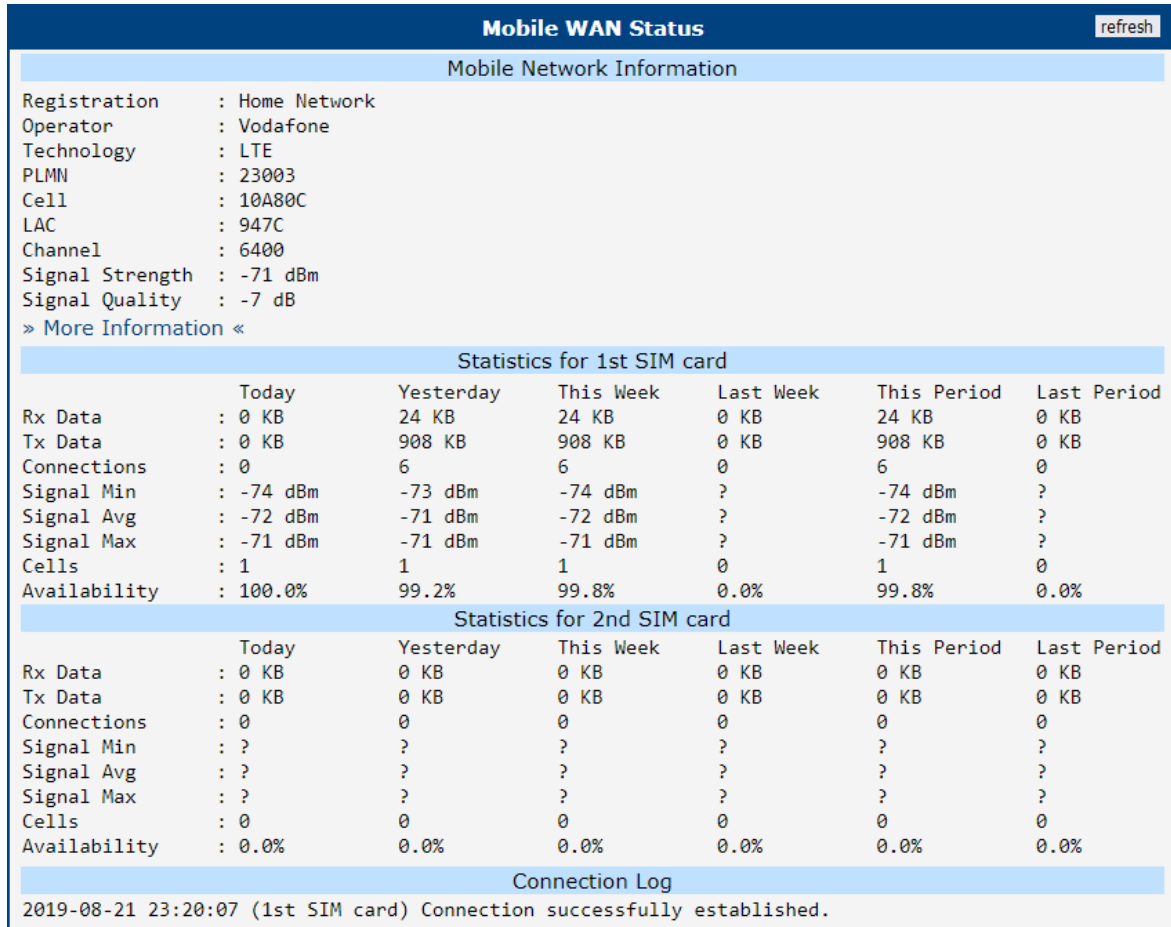 Mobile WAN Status refresh
Mobile Network Information
Registration : Home Network
Operator : Vodafone
Technology : LTE
PLMN : 23003
Cell : 10A80C
LAC : 947C
Channel : 6400
Signal Strength : -71 dBm
Signal Quality : -7 dB
» More Information «
Statistics for 1st SIM card
Today Yesterday This Week Last Week This Period Last Period
Rx Data : 0 KB 24 KB 24 KB 0 KB 24 KB 0 KB
Tx Data : 0 KB 908 KB 908 KB 0 KB 908 KB 0 KB
Connections : 0 6 6 0 6 0
Signal Min : -74 dBm -73 dBm -74 dBm ? -74 dBm ?
Signal Avg : -72 dBm -71 dBm -72 dBm ? -72 dBm ?
Signal Max : -71 dBm -71 dBm -71 dBm ? -71 dBm ?
Cells : 1 1 1 0 1 0
Availability : 100.0% 99.2% 99.8% 0.0% 99.8% 0.0%
Statistics for 2nd SIM card
Today Yesterday This Week Last Week This Period Last Period
Rx Data : 0 KB 0 KB 0 KB 0 KB 0 KB 0 KB
Tx Data : 0 KB 0 KB 0 KB 0 KB 0 KB 0 KB
Connections : 0 0 0 0 0 0
Signal Min : ? ? ? ? ? ?
Signal Avg : ? ? ? ? ? ?
Signal Max : ? ? ? ? ? ?
Cells : 0 0 0 0 0 0
Availability : 0.0% 0.0% 0.0% 0.0% 0.0% 0.0%
Connection Log
2019-08-21 23:20:07 (1st SIM card) Connection successfully established.